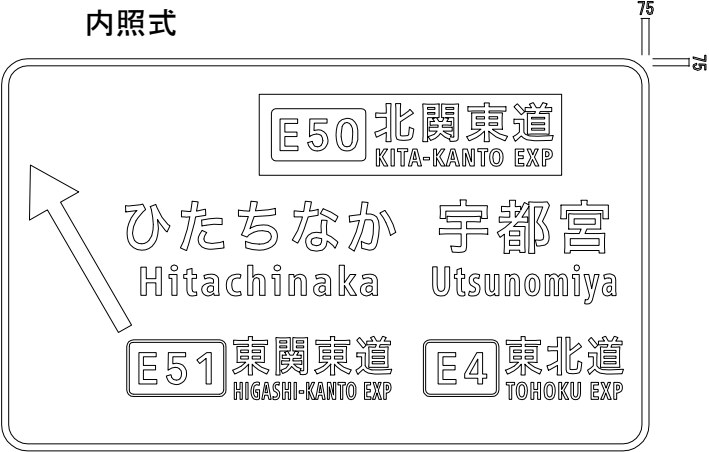 内照式
75
75
E50 北関東道
KITA-KANTO EXP
ひたちなか 宇都宮
Hitachinaka Utsunomiya
E51 東関東道 E4 東北道
HIGASHI-KANTO EXP TOHOKU EXP